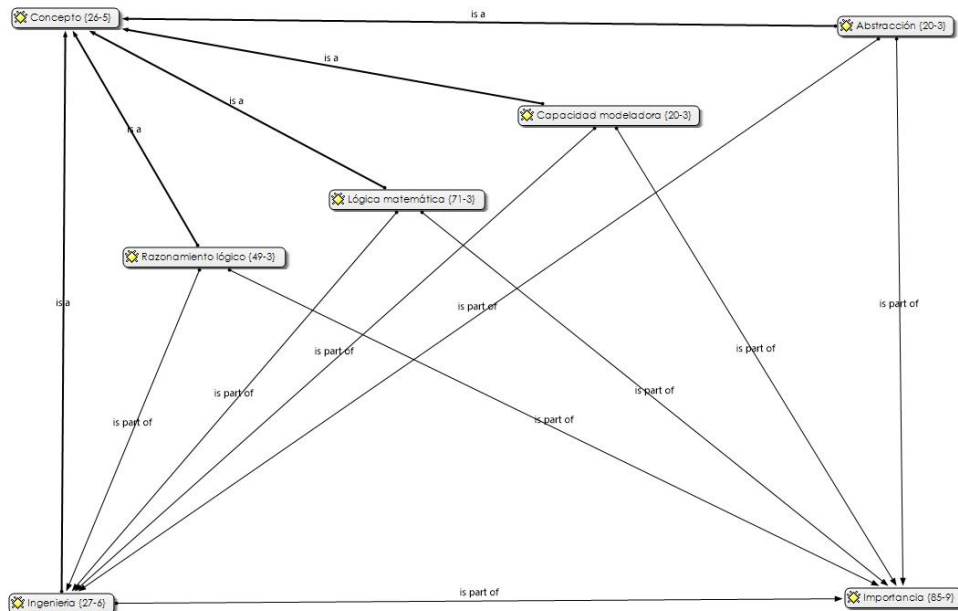 Concepto {26-5}
is a
Abstracción {20-3}
is a
Capacidad modeladora {20-3}
is a
is a
Lógica matemática {71-3}
Razonamiento lógico {49-3}
is a
is part of
is part of
is part of
is part of
is part of
is part of
is part of
is part of
is part of
Ingenieria {27-6}
Importancia {85-9}